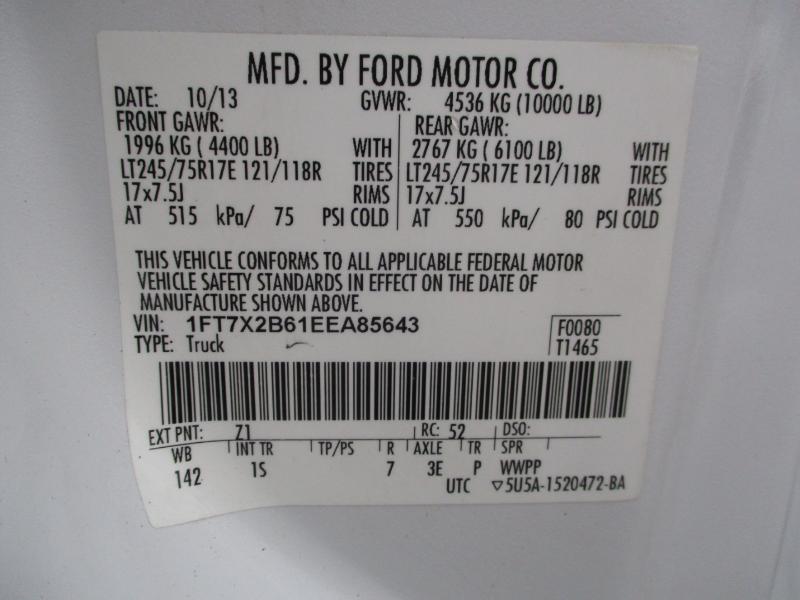 MFD. BY FORD MOTOR CO.
DATE: 10/13 GVWR: 4536 KG (10000 LB)
FRONT GAWR: REAR GAWR:
1996 KG ( 4400 LB) WITH 2767 KG ( 6100 LB) WITH
LT245/75R17E 121/118R TIRES LT245/75R17E 121/118R TIRES
17x7.5J RIMS 17x7.5J RIMS
AT 515 kPa/ 75 PSI COLD AT 550 kPa/ 80 PSI COLD
THIS VEHICLE CONFORMS TO ALL APPLICABLE FEDERAL MOTOR
VEHICLE SAFETY STANDARDS IN EFFECT ON THE DATE OF
MANUFACTURE SHOWN ABOVE.
VIN: 1FT7X2B61EEA85643 F0080
TYPE: Truck T1465
EXT PNT: Z1 RC: 52 DSO:
WB INT TR TP/PS R AXLE TR SPR
142 1S 7 3E P WWPP
UTC ▽5U5A-1520472-BA